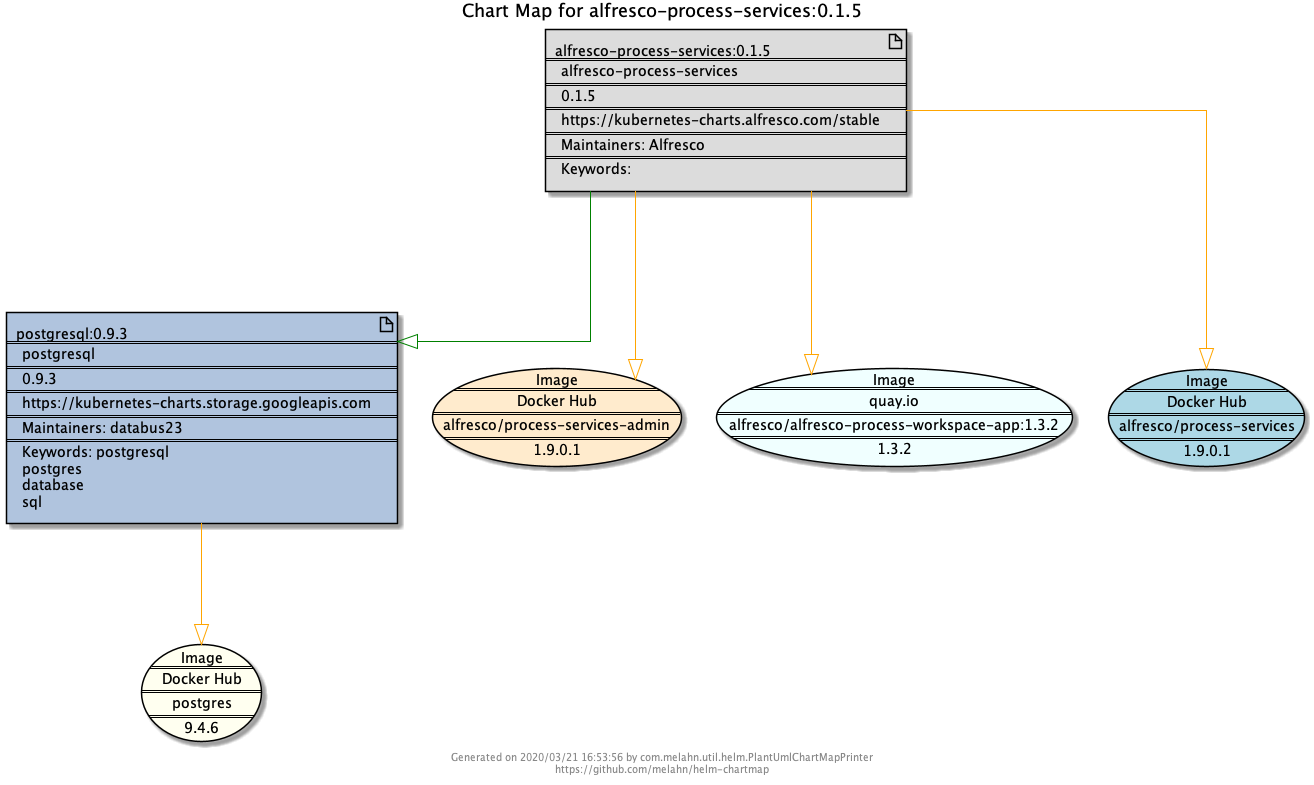 Chart Map for alfresco-process-services:0.1.5
alfresco-process-services:0.1.5
alfresco-process-services
0.1.5
https://kubernetes-charts.alfresco.com/stable
Maintainers: Alfresco
Keywords:
postgresql:0.9.3
postgresql
0.9.3
https://kubernetes-charts.storage.googleapis.com
Maintainers: databus23
Keywords: postgresql
postgres
database
sql
Image
Docker Hub
alfresco/process-services-admin
1.9.0.1
Image
quay.io
alfresco/alfresco-process-workspace-app:1.3.2
1.3.2
Image
Docker Hub
alfresco/process-services
1.9.0.1
Image
Docker Hub
postgres
9.4.6
Generated on 2020/03/21 16:53:56 by com.melahn.util.helm.PlantUmlChartMapPrinter
https://github.com/melahn/helm-chartmap